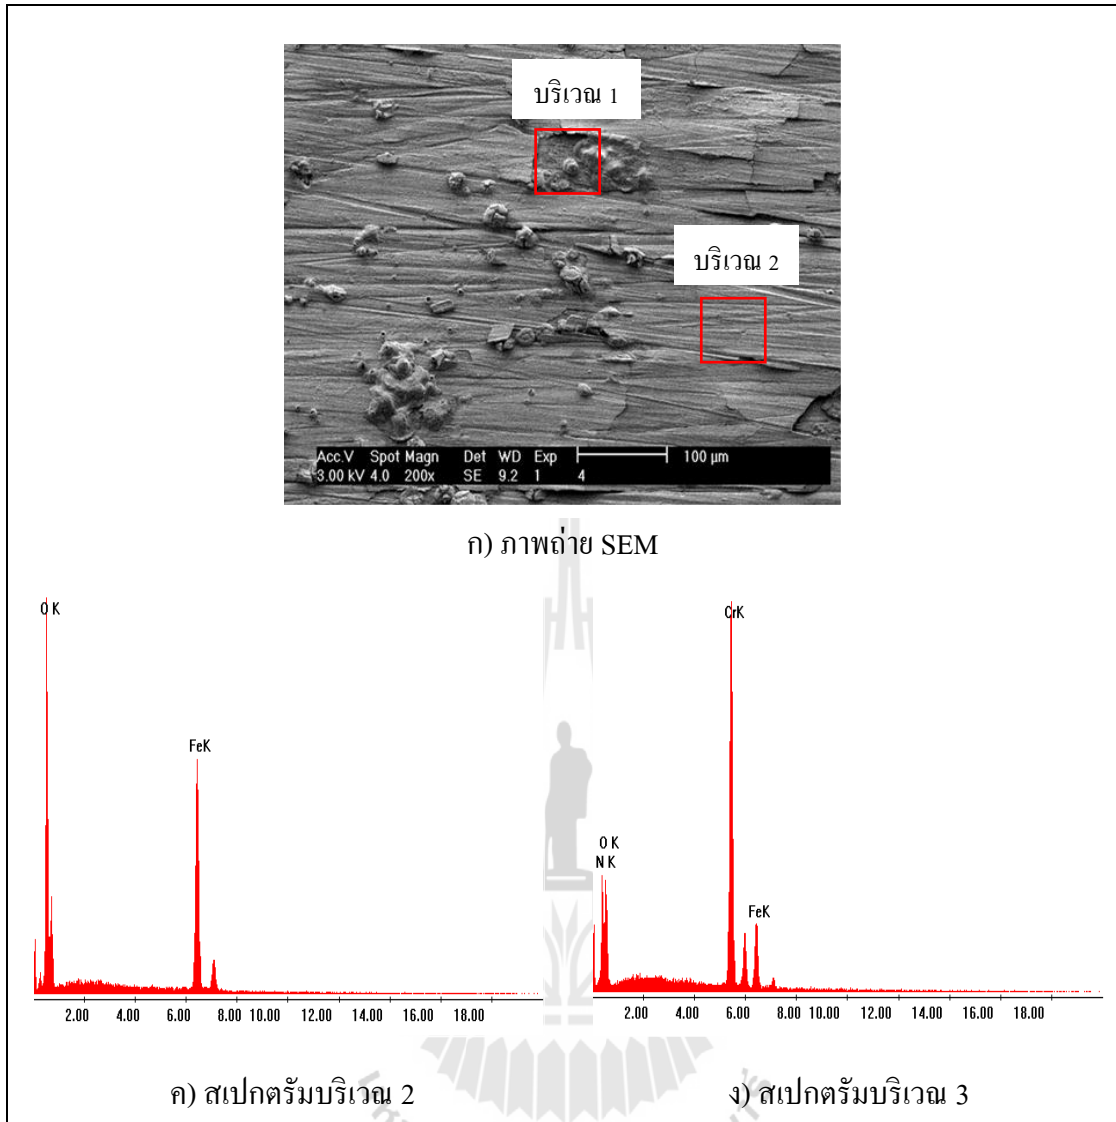 บริเวณ 1
บริเวณ 2
Acc.V Spot Magn Det WD Exp 100 µm
3.00 kV 4.0 200x SE 9.2 1 4
ก) ภาพถ่าย SEM
O K
FeK
2.00 4.00 6.00 8.00 10.00 12.00 14.00 16.00 18.00
CrK
O K
N K
FeK
2.00 4.00 6.00 8.00 10.00 12.00 14.00 16.00 18.00
ค) สเปกตรัมบริเวณ 2
ง) สเปกตรัมบริเวณ 3